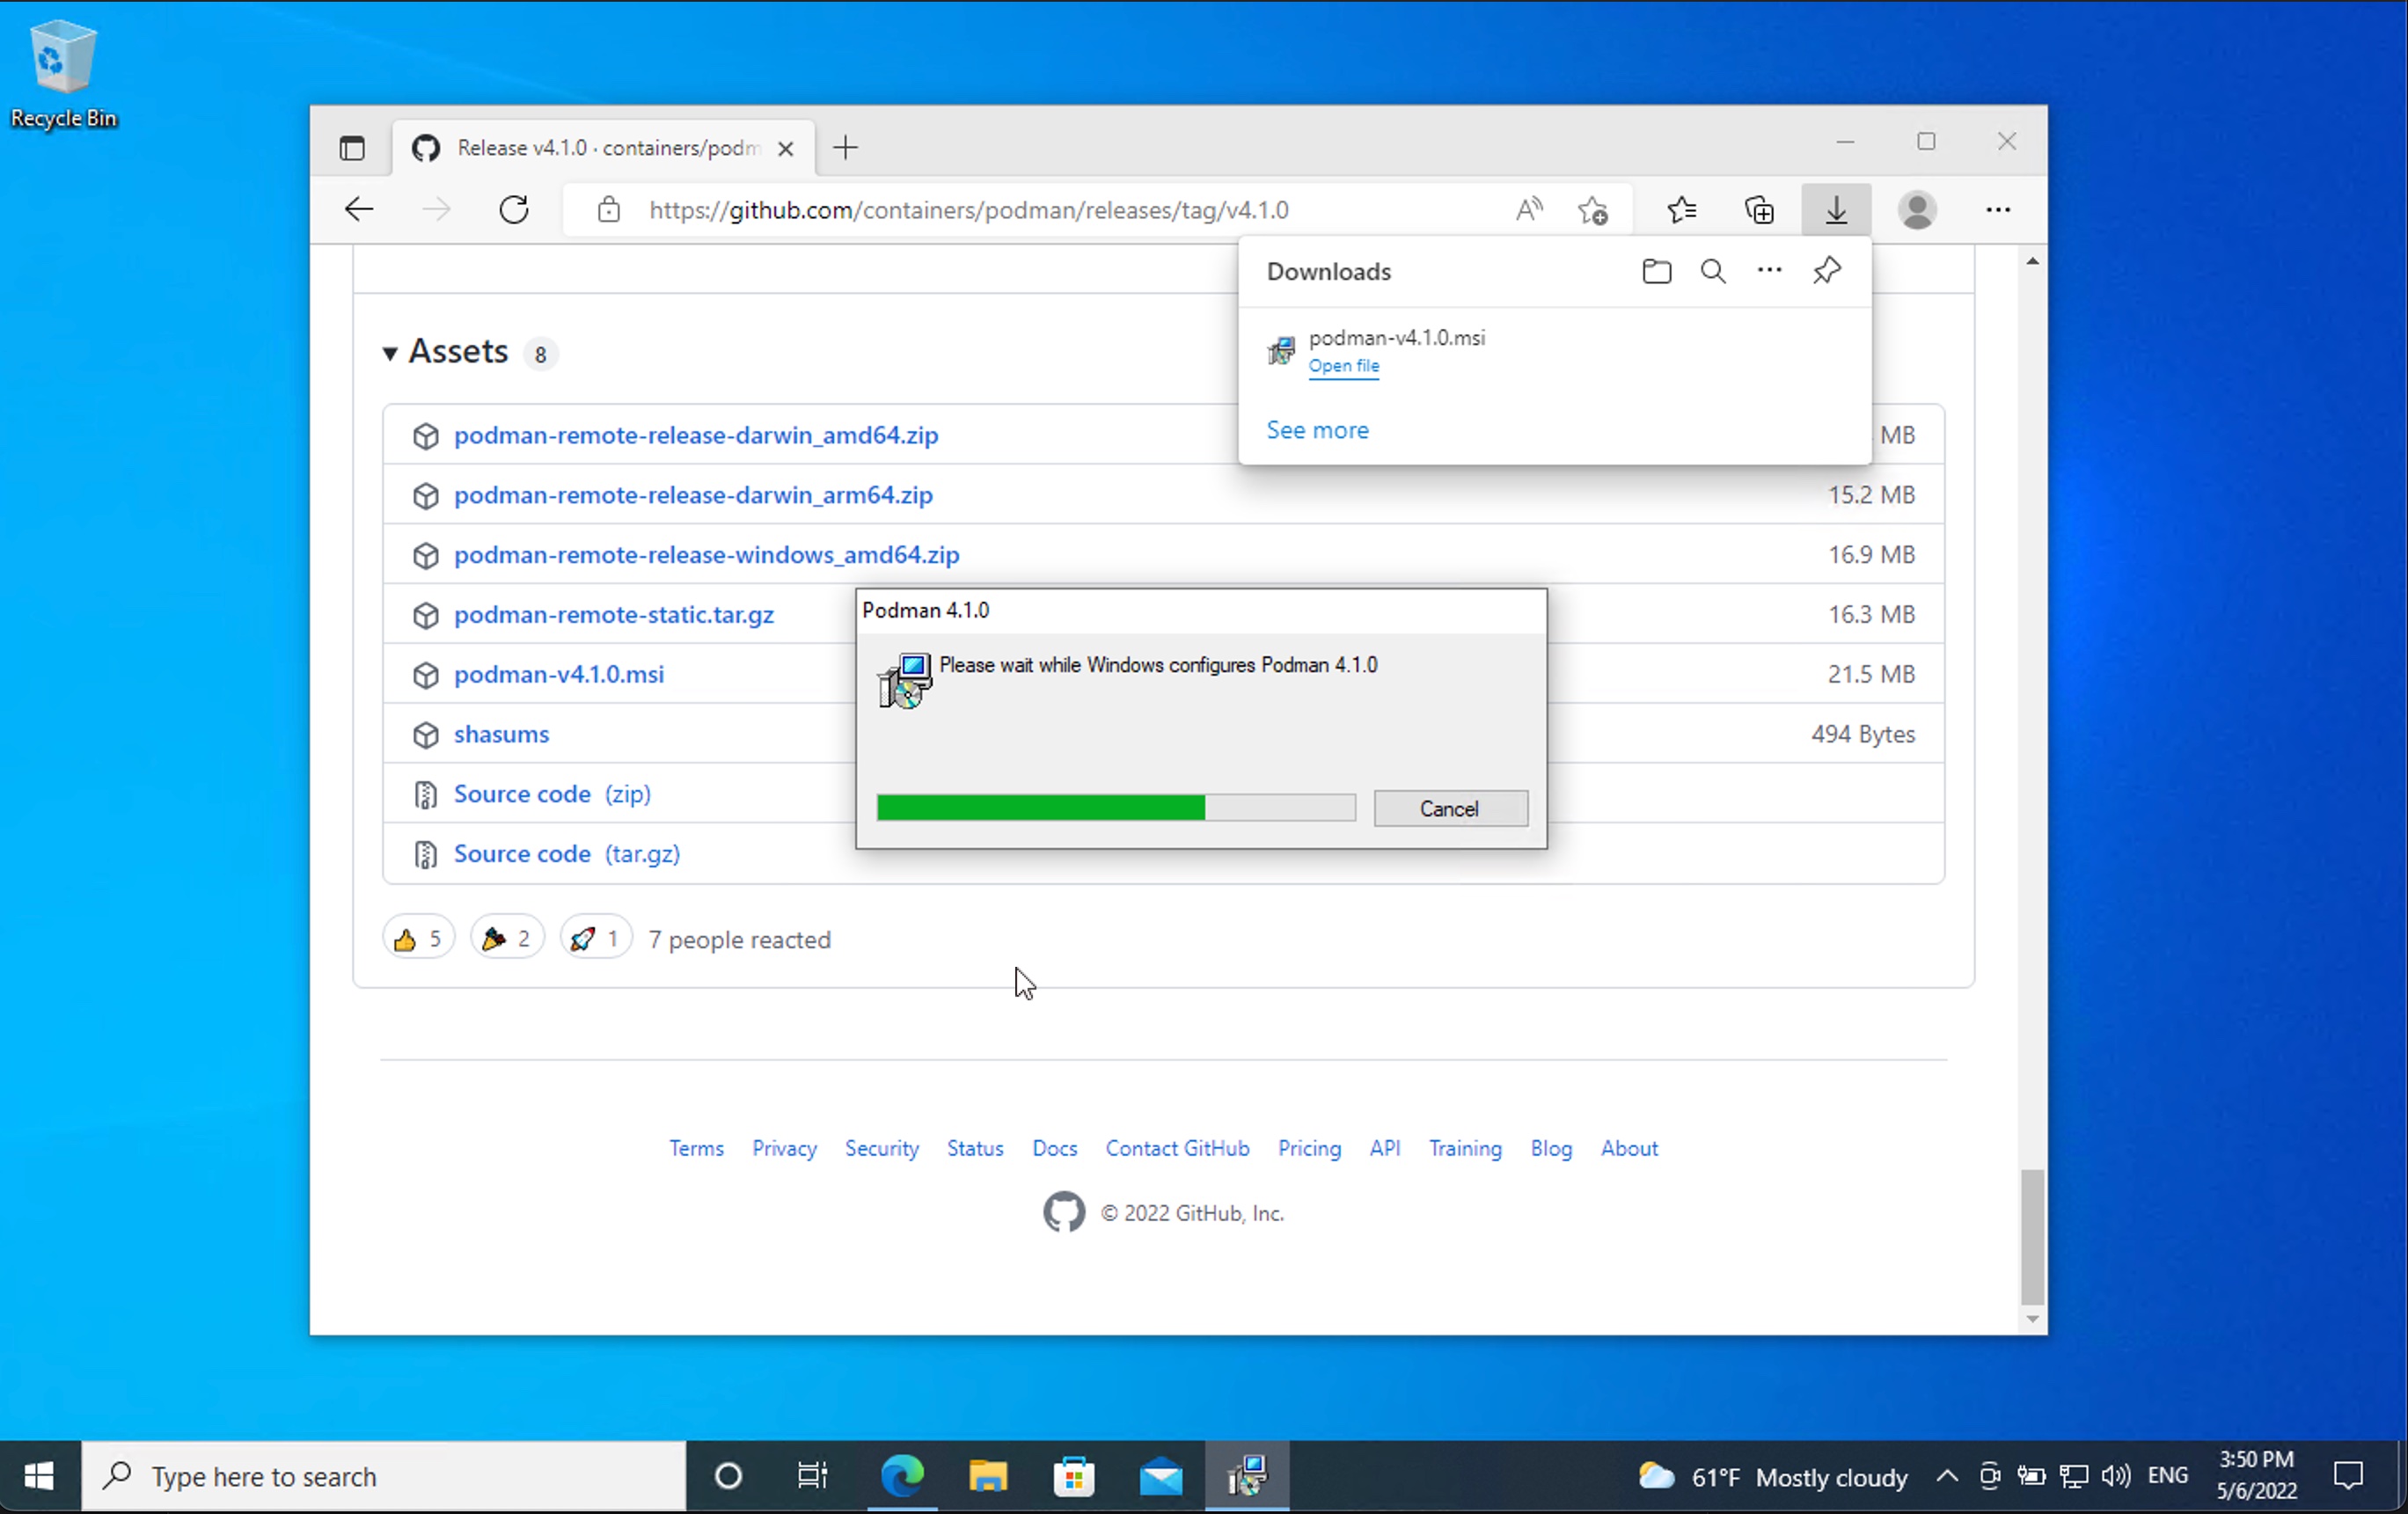 Recycle Bin
Release v4.1.0 · containers/podm
https://github.com/containers/podman/releases/tag/v4.1.0
Downloads
podman-v4.1.0.msi
Open file
See more
Assets 8
podman-remote-release-darwin_amd64.zip MB
podman-remote-release-darwin_arm64.zip 15.2 MB
podman-remote-release-windows_amd64.zip 16.9 MB
podman-remote-static.tar.gz 16.3 MB
podman-v4.1.0.msi 21.5 MB
shasums 494 Bytes
Source code (zip)
Source code (tar.gz)
Podman 4.1.0
Please wait while Windows configures Podman 4.1.0
Cancel
5 2 1 7 people reacted
Terms Privacy Security Status Docs Contact GitHub Pricing API Training Blog About
© 2022 GitHub, Inc.
Type here to search
61°F Mostly cloudy
ENG
3:50 PM
5/6/2022